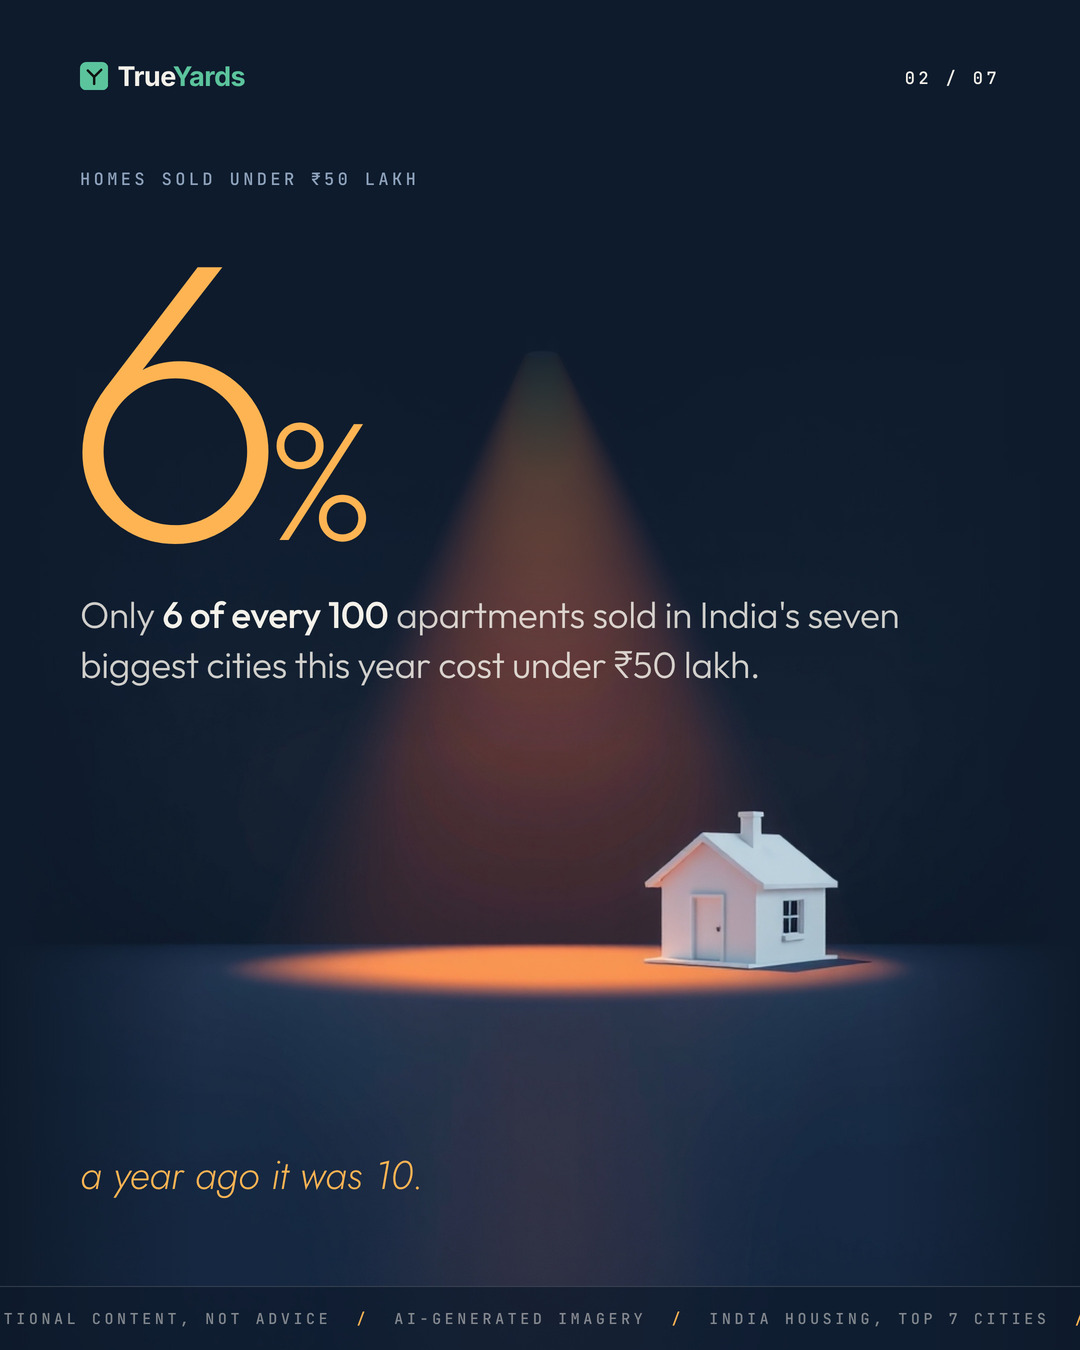 TrueYards
02 / 07
HOMES SOLD UNDER ₹50 LAKH
6%
Only 6 of every 100 apartments sold in India's seven
biggest cities this year cost under ₹50 lakh.
a year ago it was 10.
TIONAL CONTENT, NOT ADVICE / AI-GENERATED IMAGERY / INDIA HOUSING, TOP 7 CITIES /